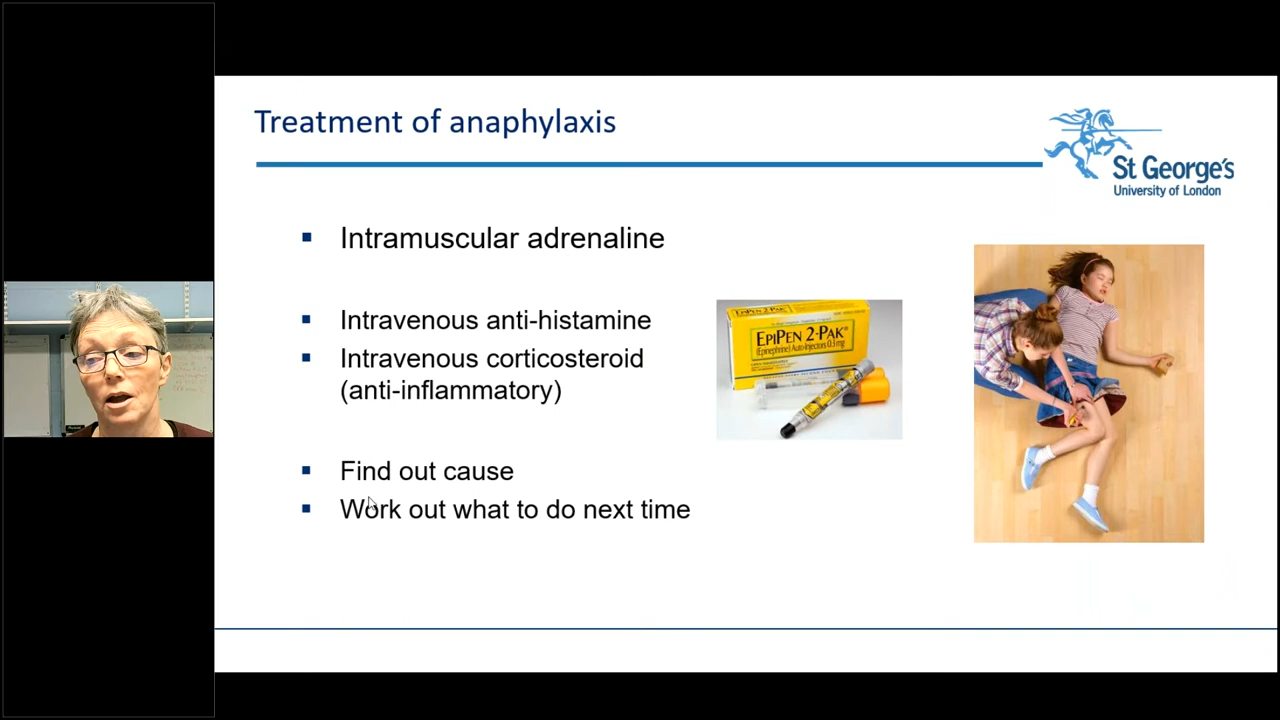 Treatment of anaphylaxis
St George's
University of London
Intramuscular adrenaline
Intravenous anti-histamine
Intravenous corticosteroid
(anti-inflammatory)
Find out cause
Work out what to do next time
EPIPEN 2-PAK®
(Epinephrine) Auto-Injectors 0.3 mg